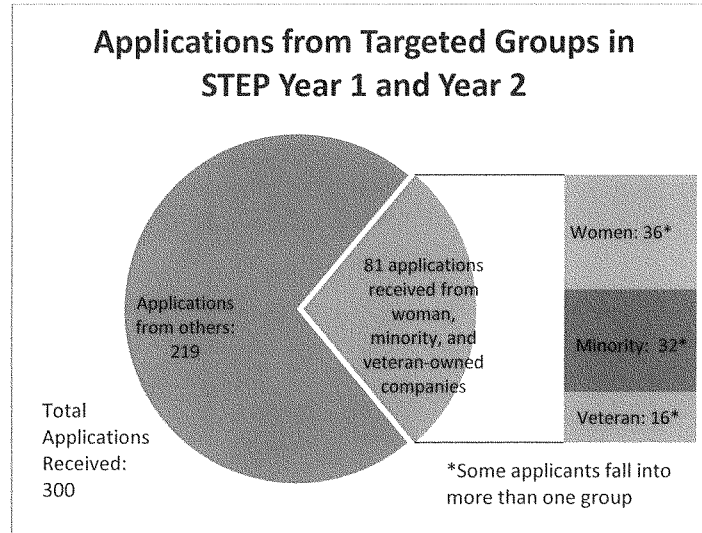 Applications from Targeted Groups in
STEP Year 1 and Year 2
Applications
from others:
219
81 applications
received from
woman,
minority, and
veteran-owned
companies
Women: 36*
Minority: 32*
Veteran: 16*
Total
Applications
Received:
300
*Some applicants fall into
more than one group